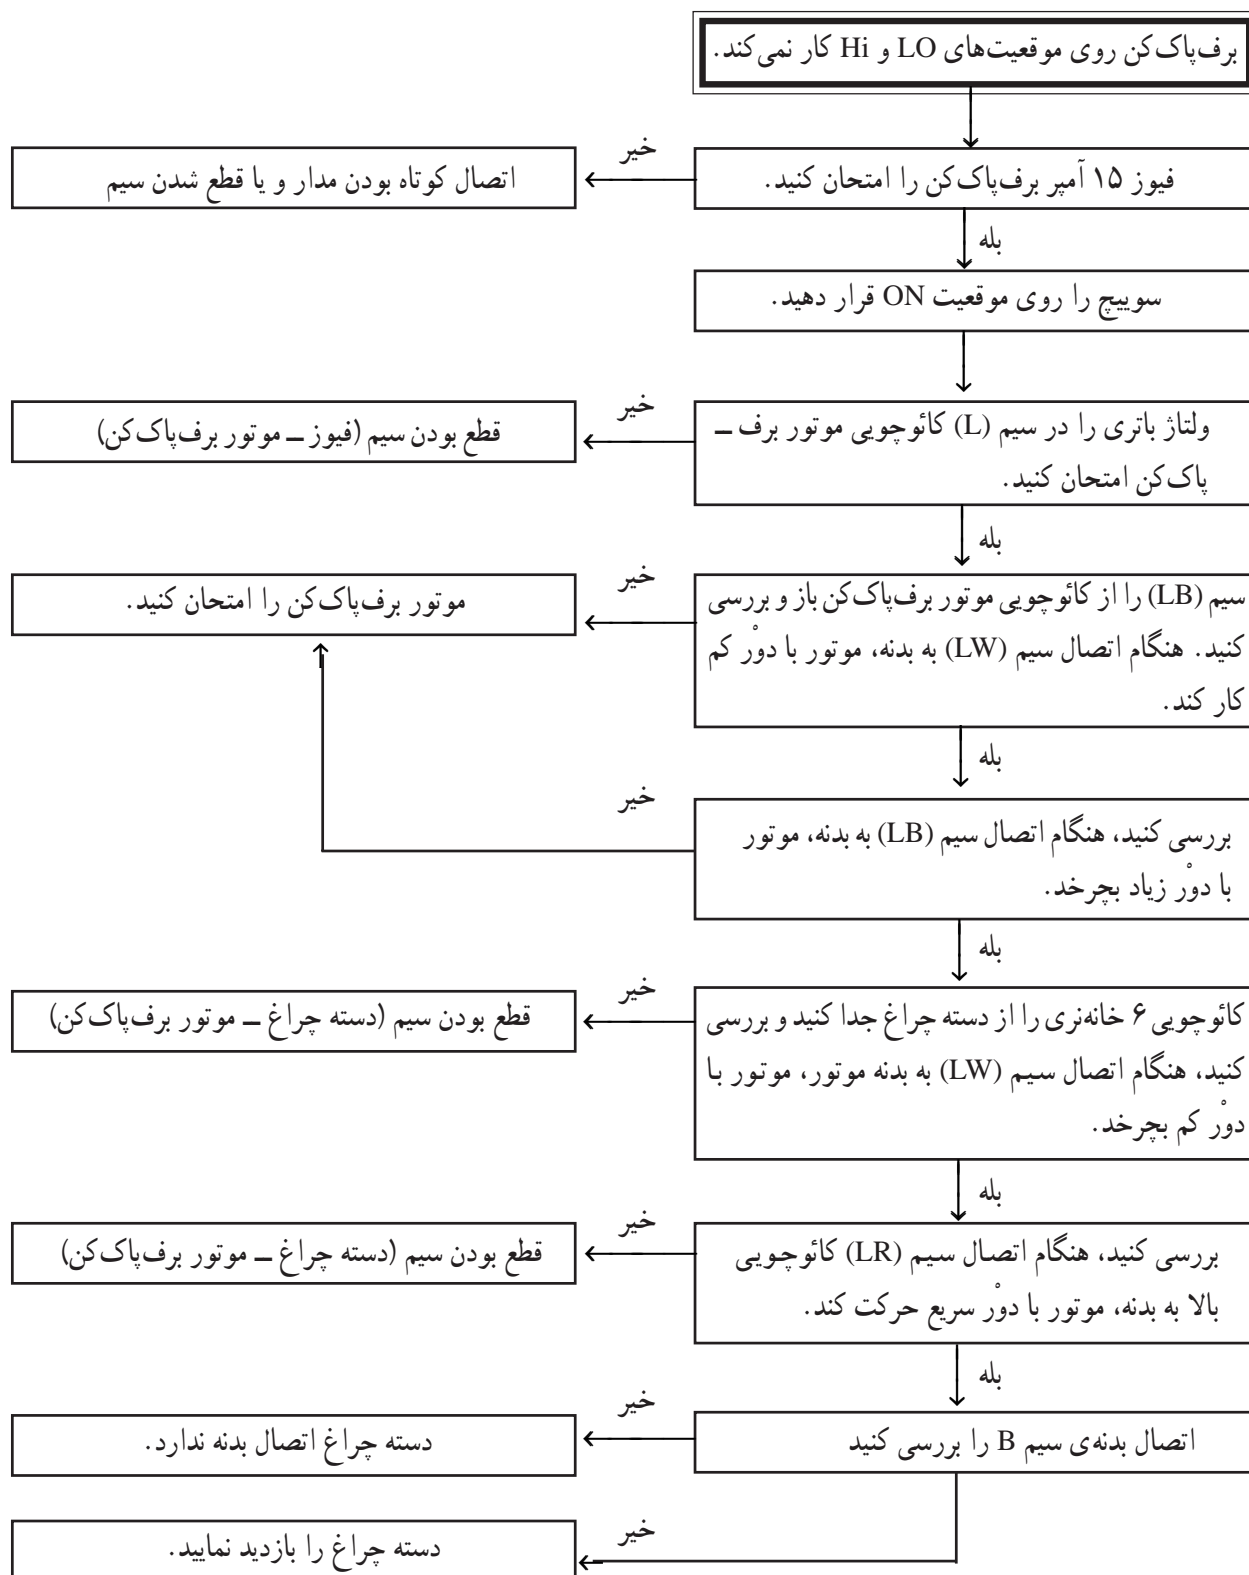 برف‌پاک‌کن روی موقعیت‌های LO و Hi کار نمی‌کند.
فیوز ۱۵ آمپر برف‌پاک‌کن را امتحان کنید.
خیر
اتصال کوتاه بودن مدار و یا قطع شدن سیم
بله
سوییچ را روی موقعیت ON قرار دهید.
ولتاژ باتری را در سیم (L) کائوچویی موتور برف ــ
پاک‌کن امتحان کنید.
خیر
قطع بودن سیم (فیوز ــ موتور برف‌پاک‌کن)
بله
سیم (LB) را از کائوچویی موتور برف‌پاک‌کن باز و بررسی
کنید. هنگام اتصال سیم (LW) به بدنه، موتور با دوْر کم
کار کند.
خیر
موتور برف‌پاک‌کن را امتحان کنید.
بله
بررسی کنید، هنگام اتصال سیم (LB) به بدنه، موتور
با دوْر زیاد بچرخد.
خیر
بله
کائوچویی ۶ خانه‌نری را از دسته چراغ جدا کنید و بررسی
کنید، هنگام اتصال سیم (LW) به بدنه موتور، موتور با
دوْر کم بچرخد.
خیر
قطع بودن سیم (دسته چراغ ــ موتور برف‌پاک‌کن)
بله
بررسی کنید، هنگام اتصال سیم (LR) کائوچویی
بالا به بدنه، موتور با دوْر سریع حرکت کند.
خیر
قطع بودن سیم (دسته چراغ ــ موتور برف‌پاک‌کن)
بله
اتصال بدنه‌ی سیم B را بررسی کنید
خیر
دسته چراغ اتصال بدنه ندارد.
خیر
دسته چراغ را بازدید نمایید.